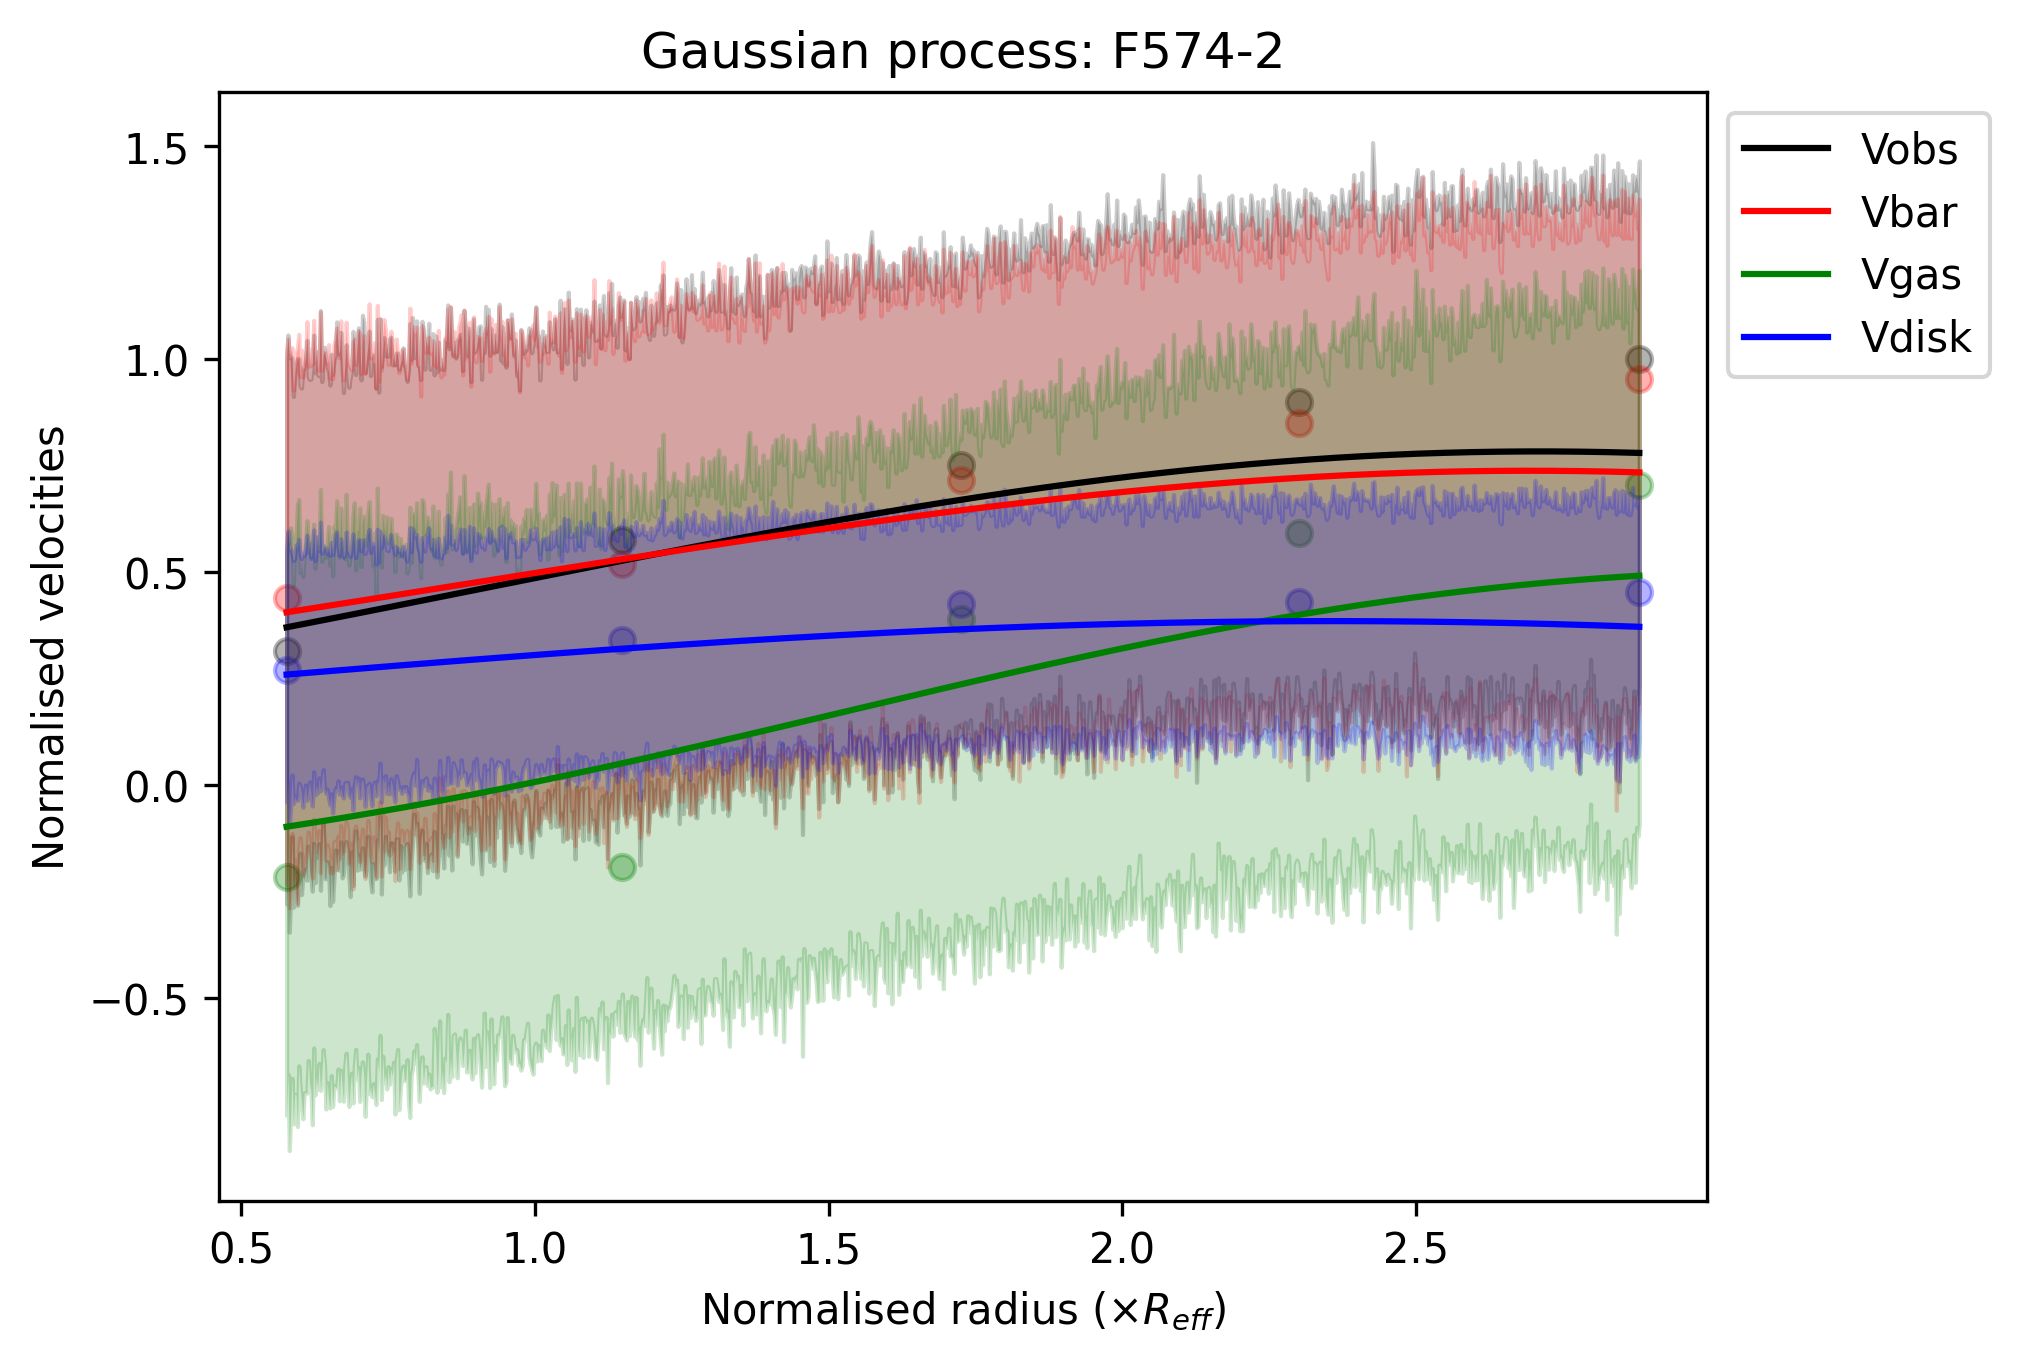 Gaussian process: F574-2
Normalised velocities
1.5
1.0
0.5
0.0
−0.5
0.5 1.0 1.5 2.0 2.5
Normalised radius (×R_eff)
Vobs
Vbar
Vgas
Vdisk